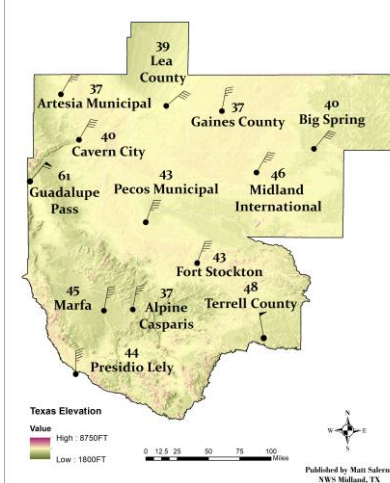 39
Lea
County
37
Artesia Municipal
37
Gaines County
40
Big Spring
40
Cavern City
61
Guadalupe
Pass
43
Pecos Municipal
46
Midland
International
43
Fort Stockton
45
Marfa
37
Alpine
Casparis
48
Terrell County
44
Presidio Lely
Texas Elevation
Value
High : 8750FT
Low : 1800FT
0 12.5 25 50 75 100
Miles
N
W E
S
Published by Matt Salerno
NWS Midland, TX